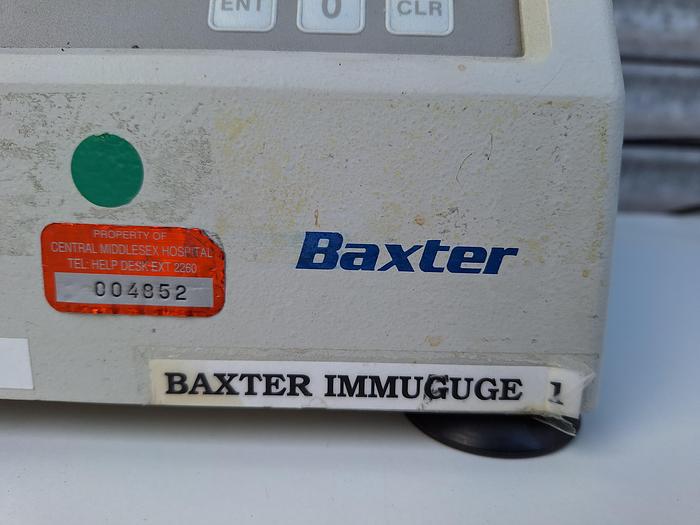 ENT 0 CLR
PROPERTY OF
CENTRAL MIDDLESEX HOSPITAL
TEL: HELP DESK EXT 2260
004852
Baxter
BAXTER IMMUGUGE 1